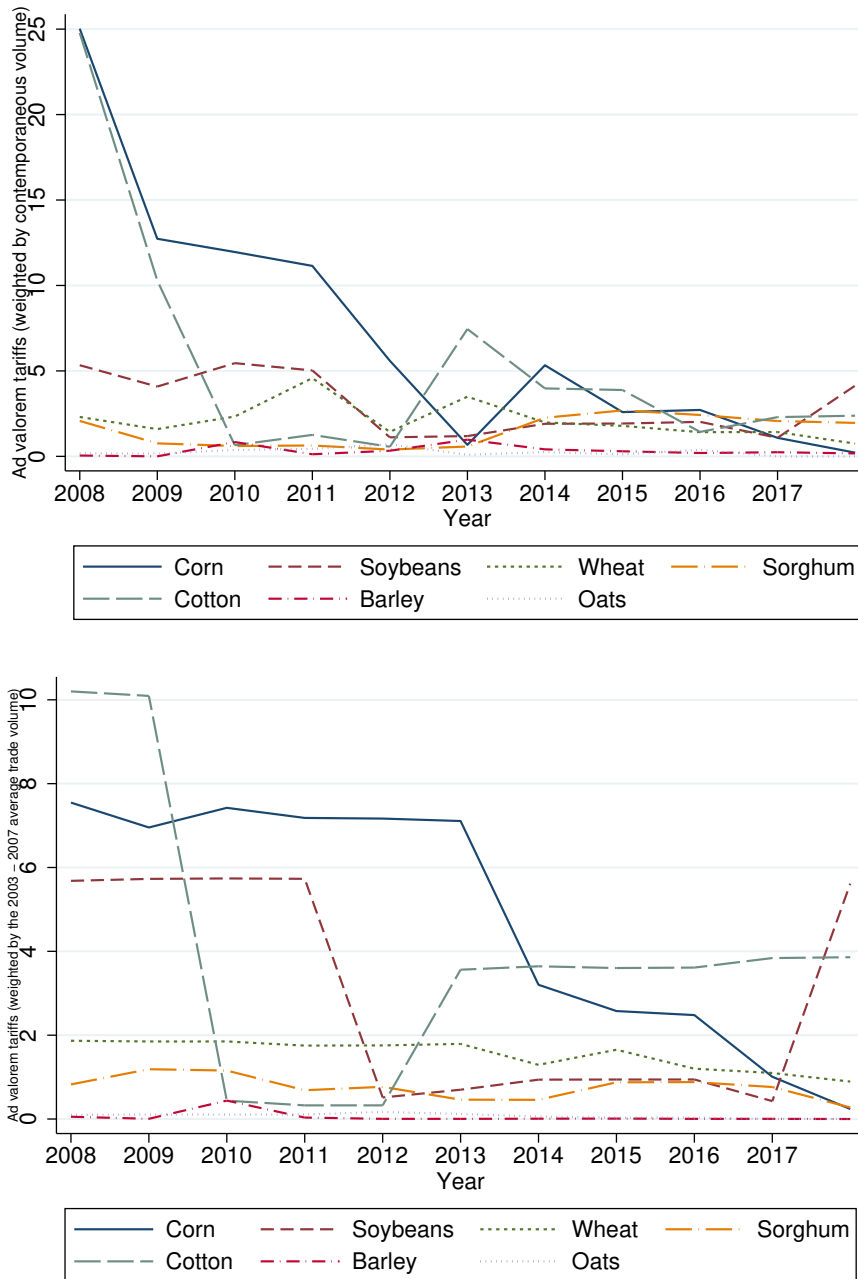 Ad valorem tariffs (weighted by contemporaneous volume)
25
20
15
10
5
0
2008 2009 2010 2011 2012 2013 2014 2015 2016 2017
Year
Corn Soybeans Wheat Sorghum
Cotton Barley Oats
Ad valorem tariffs (weighted by the 2003 − 2007 average trade volume)
10
8
6
4
2
0
2008 2009 2010 2011 2012 2013 2014 2015 2016 2017
Year
Corn Soybeans Wheat Sorghum
Cotton Barley Oats